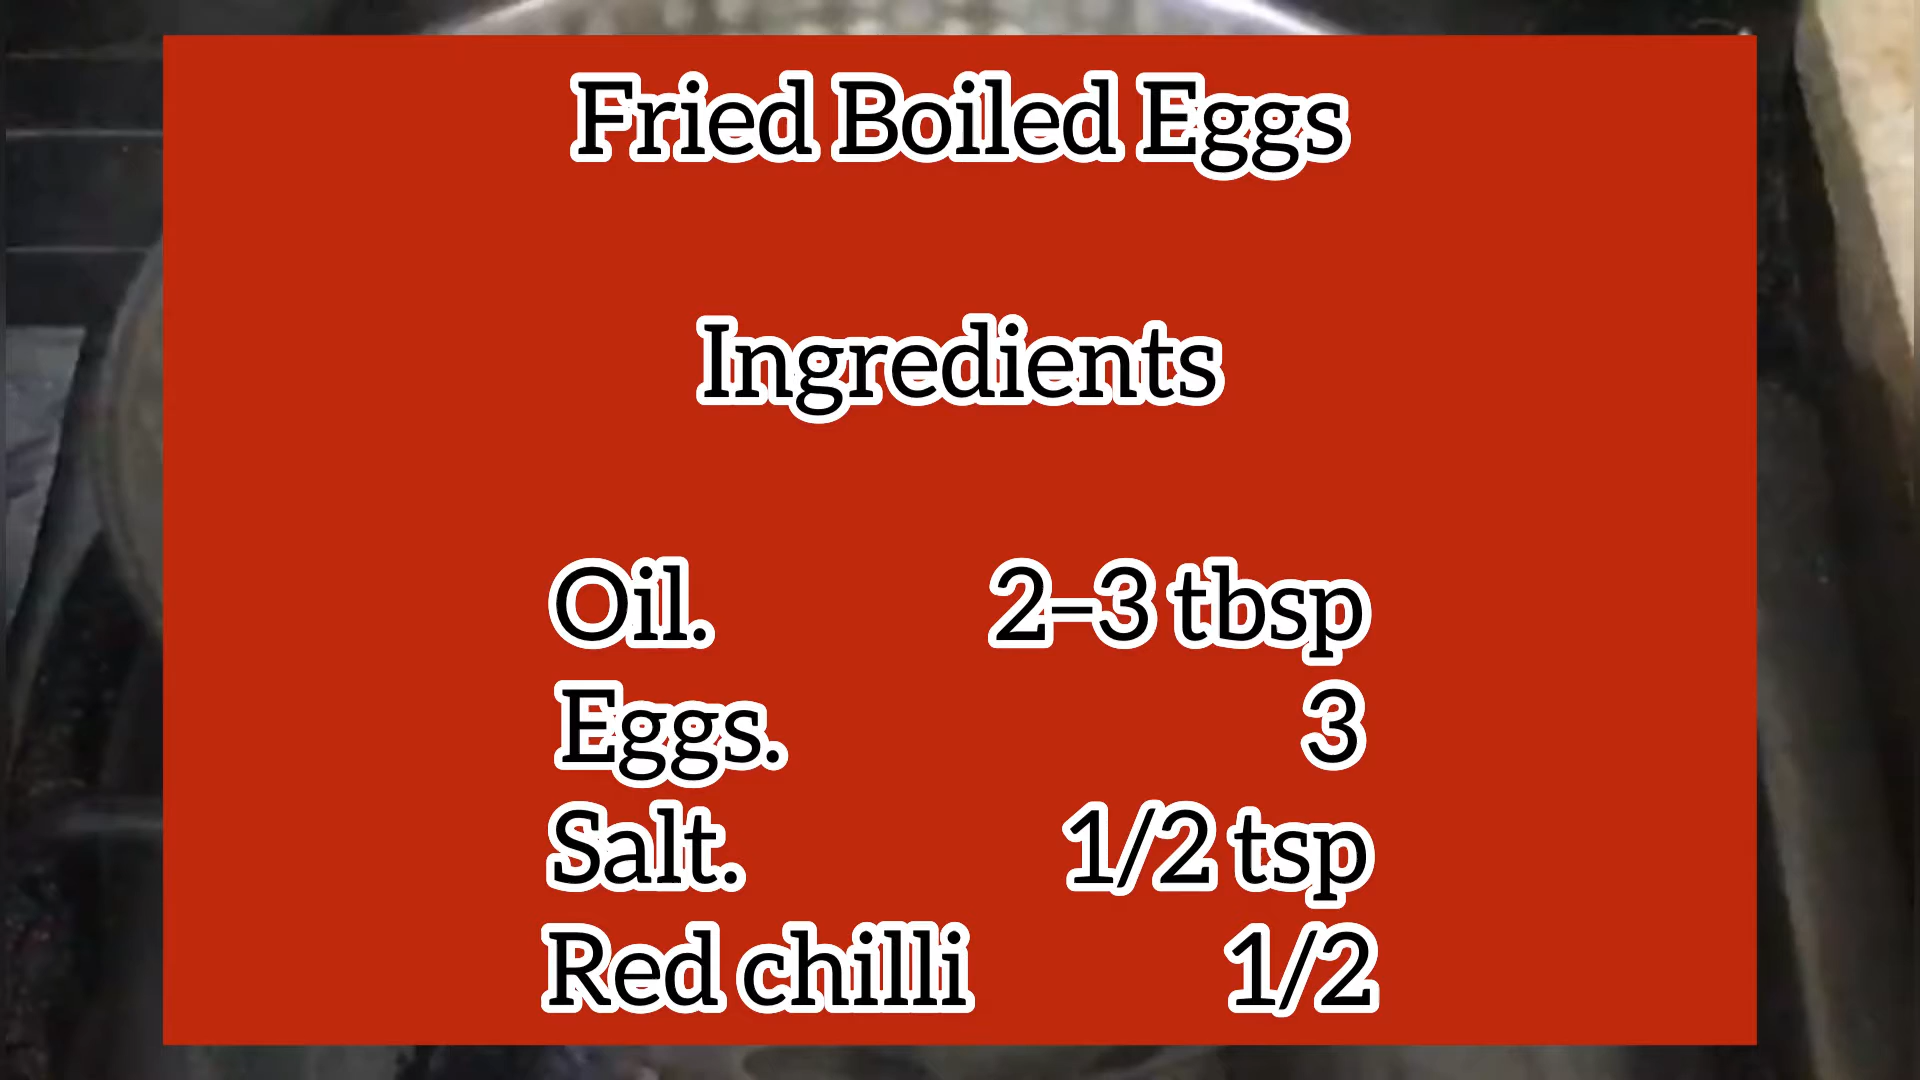 Fried Boiled Eggs
Ingredients
Oil. 2-3 tbsp
Eggs. 3
Salt. 1/2 tsp
Red chilli 1/2